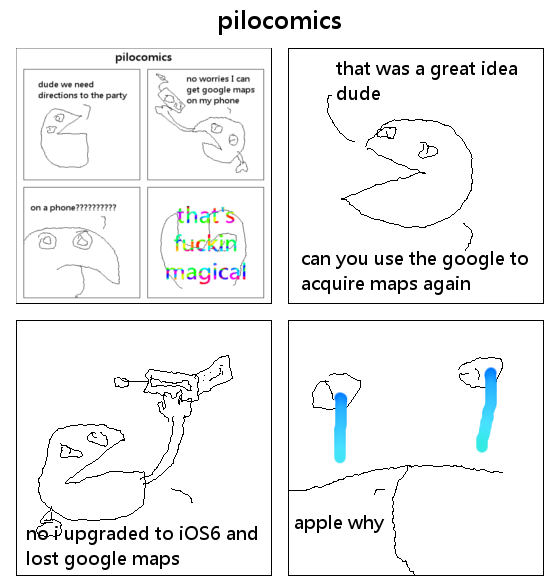 pilocomics
pilocomics
dude we need
directions to the party
no worries I can
get google maps
on my phone
on a phone??????????
that's
fuckin
magical
that was a great idea
dude
can you use the google to
acquire maps again
no i upgraded to iOS6 and
lost google maps
apple why